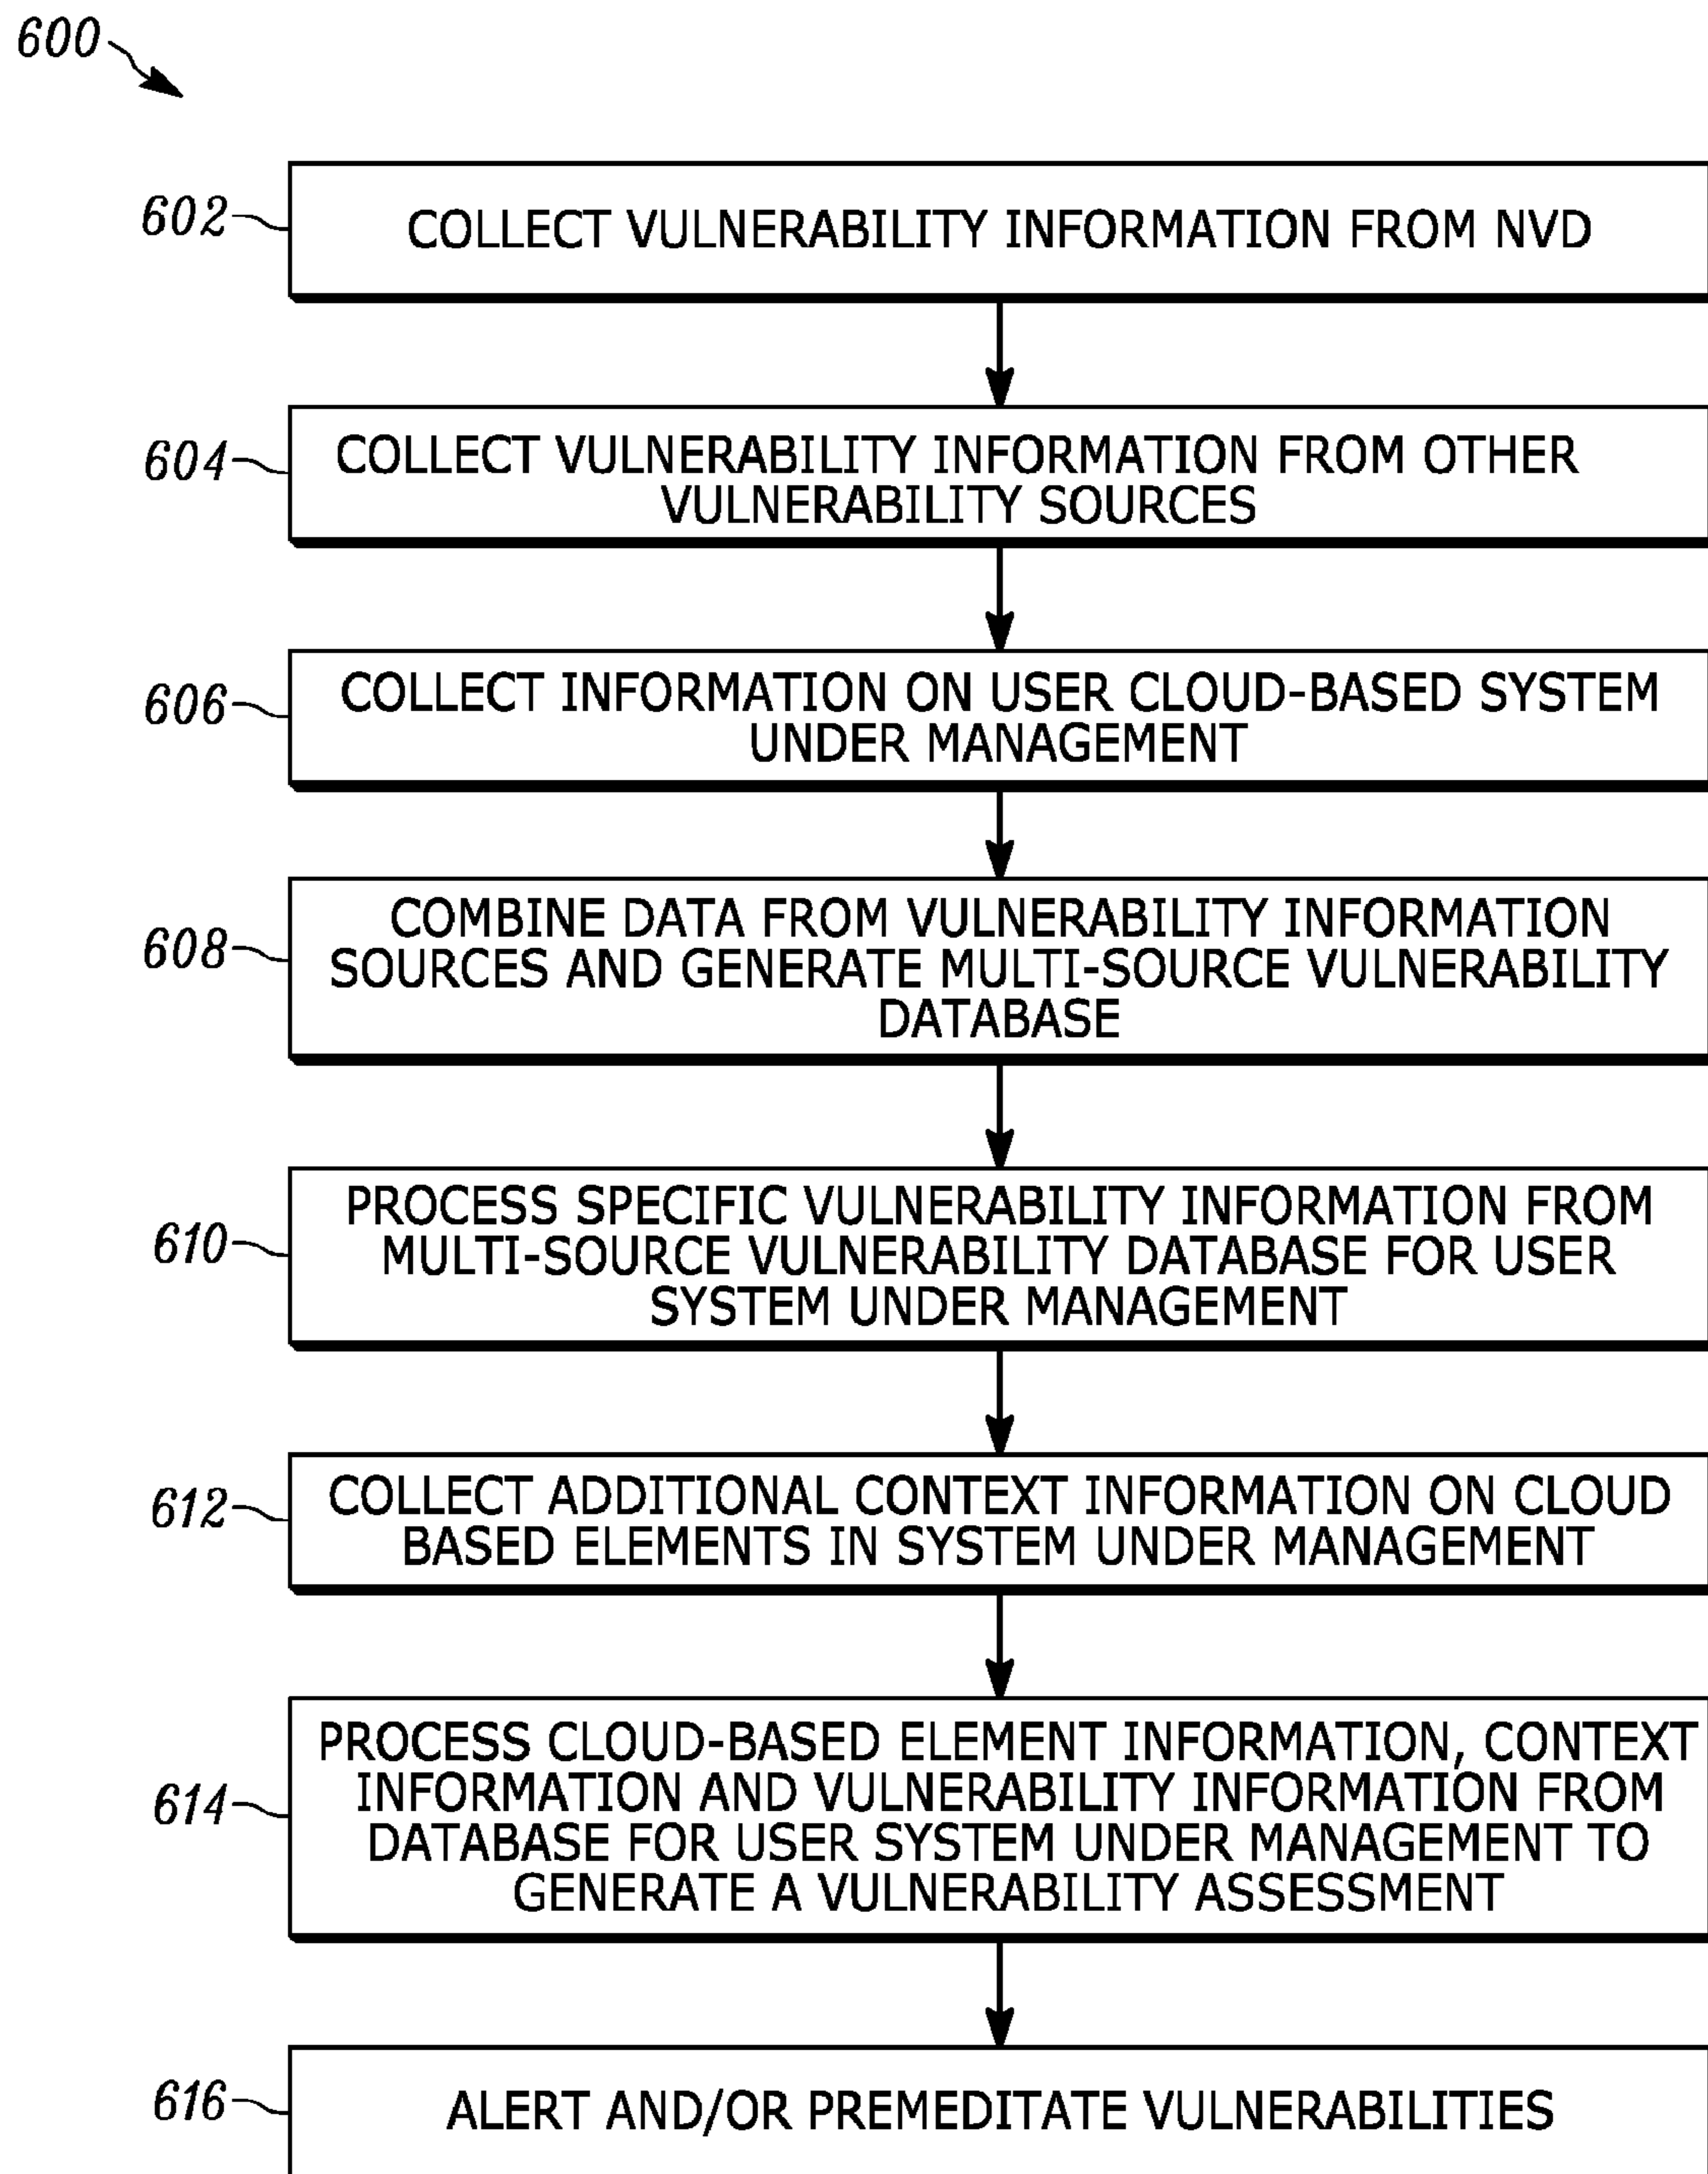 600
602
COLLECT VULNERABILITY INFORMATION FROM NVD
604
COLLECT VULNERABILITY INFORMATION FROM OTHER
VULNERABILITY SOURCES
606
COLLECT INFORMATION ON USER CLOUD-BASED SYSTEM
UNDER MANAGEMENT
608
COMBINE DATA FROM VULNERABILITY INFORMATION
SOURCES AND GENERATE MULTI-SOURCE VULNERABILITY
DATABASE
610
PROCESS SPECIFIC VULNERABILITY INFORMATION FROM
MULTI-SOURCE VULNERABILITY DATABASE FOR USER
SYSTEM UNDER MANAGEMENT
612
COLLECT ADDITIONAL CONTEXT INFORMATION ON CLOUD
BASED ELEMENTS IN SYSTEM UNDER MANAGEMENT
614
PROCESS CLOUD-BASED ELEMENT INFORMATION, CONTEXT
INFORMATION AND VULNERABILITY INFORMATION FROM
DATABASE FOR USER SYSTEM UNDER MANAGEMENT TO
GENERATE A VULNERABILITY ASSESSMENT
616
ALERT AND/OR PREMEDITATE VULNERABILITIES